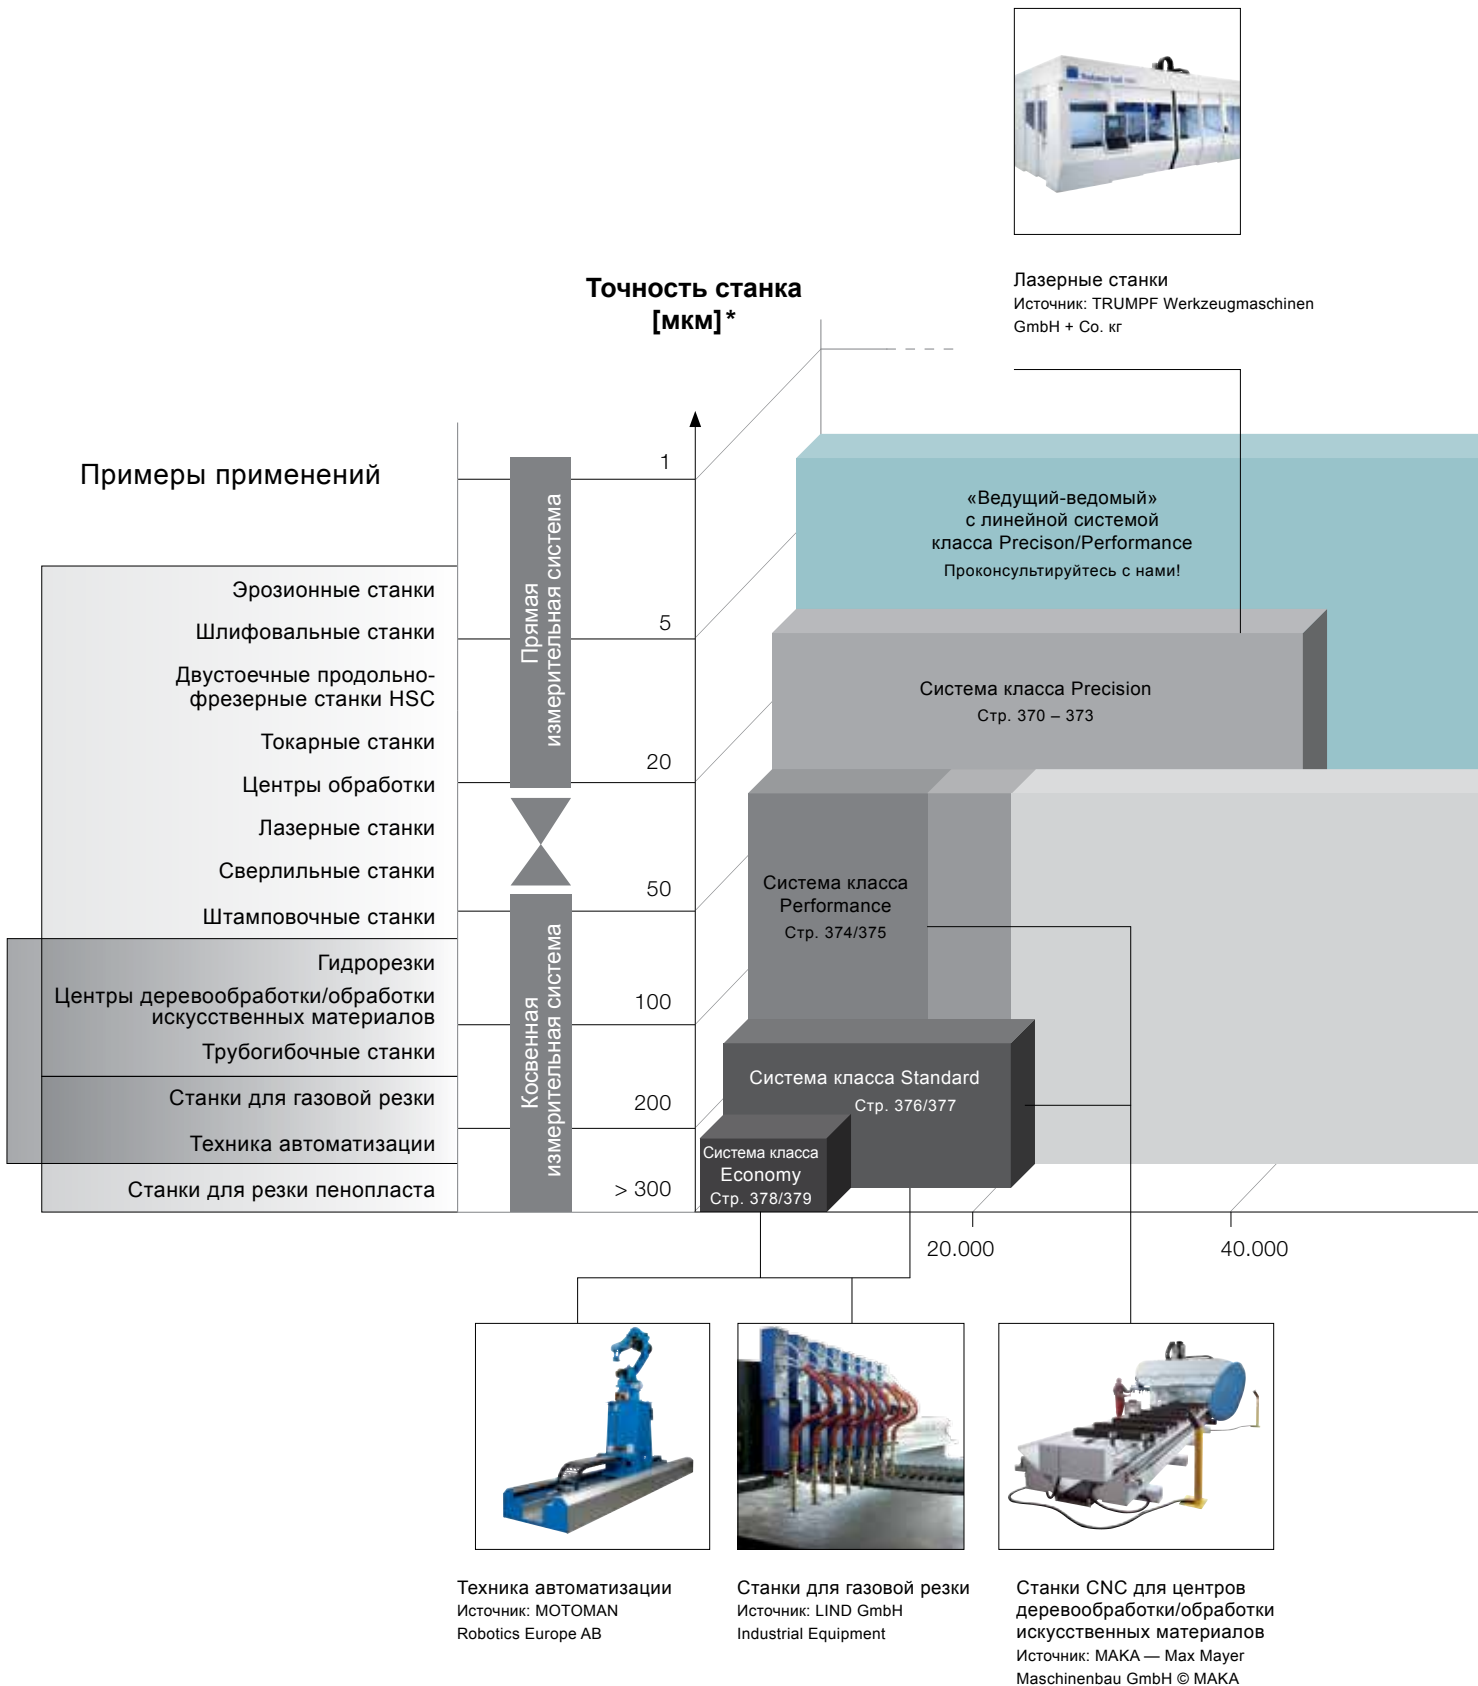 Лазерные станки
Источник: TRUMPF Werkzeugmaschinen
GmbH + Co. кг
Точность станка
[мкм] *
Примеры применений
Эрозионные станки
Шлифовальные станки
Двустоечные продольно-
фрезерные станки HSC
Токарные станки
Центры обработки
Лазерные станки
Сверлильные станки
Штамповочные станки
Гидрорезки
Центры деревообработки/обработки
искусственных материалов
Трубогибочные станки
Станки для газовой резки
Техника автоматизации
Станки для резки пенопласта
Прямая
измерительная система
Косвенная
измерительная система
1
5
20
50
100
200
> 300
«Ведущий-ведомый»
с линейной системой
класса Precison/Performance
Проконсультируйтесь с нами!
Система класса Precision
Стр. 370 – 373
Система класса
Performance
Стр. 374/375
Система класса Standard
Стр. 376/377
Система класса
Economy
Стр. 378/379
20.000
40.000
Техника автоматизации
Источник: MOTOMAN
Robotics Europe AB
Станки для газовой резки
Источник: LIND GmbH
Industrial Equipment
Станки CNC для центров
деревообработки/обработки
искусственных материалов
Источник: MAKA — Max Mayer
Maschinenbau GmbH © MAKA